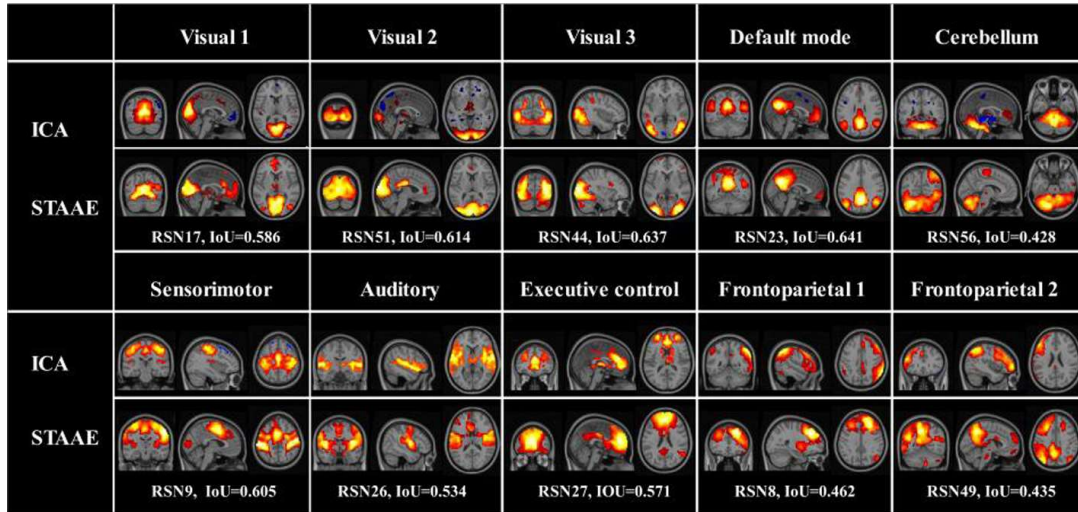 Visual 1 Visual 2 Visual 3 Default mode Cerebellum
ICA
STAAE
RSN17, IoU=0.586 RSN51, IoU=0.614 RSN44, IoU=0.637 RSN23, IoU=0.641 RSN56, IoU=0.428
Sensorimotor Auditory Executive control Frontoparietal 1 Frontoparietal 2
ICA
STAAE
RSN9, IoU=0.605 RSN26, IoU=0.534 RSN27, IOU=0.571 RSN8, IoU=0.462 RSN49, IoU=0.435